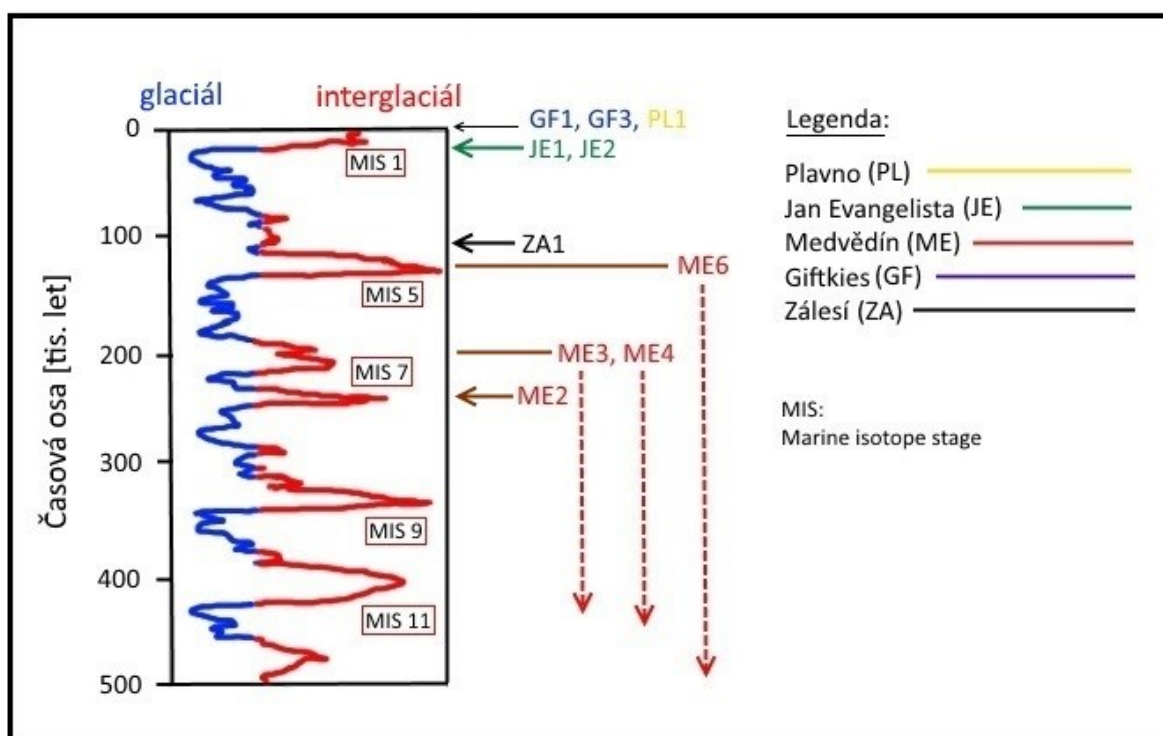 glaciál interglaciál
0
GF1, GF3, PL1
JE1, JE2
MIS 1
100
ZA1
ME6
MIS 5
200
ME3, ME4
MIS 7
ME2
300
MIS 9
400
MIS 11
500
Časová osa [tis. let]
Legenda:
Plavno (PL)
Jan Evangelista (JE)
Medvědín (ME)
Giftkies (GF)
Zálesí (ZA)
MIS:
Marine isotope stage